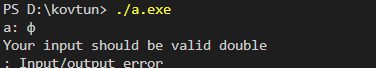 PS D:\kovtun> ./a.exe
a: ф
Your input should be valid double
: Input/output error